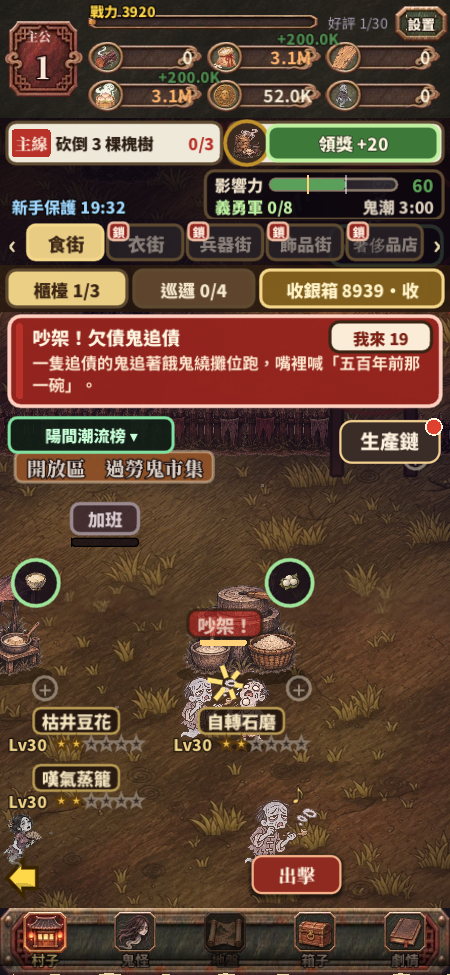 戰力.3920
主公
1
好評 1/30
設置
+200.0K
0
3.1M
0
+200.0K
3.1M
52.0K
0
主線 砍倒 3 棵槐樹 0/3
領獎 +20
影響力 60
新手保護 19:32
義勇軍 0/8
鬼潮 3:00
‹
食街
鎖
衣街
鎖
兵器街
鎖
飾品街
鎖
奢侈品店
›
櫃檯 1/3
巡邏 0/4
收銀箱 8939・收
吵架！欠債鬼追債
我來 19
一隻追債的鬼追著餓鬼繞攤位跑，嘴裡喊「五百年前那
一碗」。
陽間潮流榜 ▾
生產鏈
開放區 過勞鬼市集
加班
吵架！
枯井豆花
Lv30 ★★☆☆☆☆
自轉石磨
Lv30 ★★☆☆☆☆
嘆氣蒸籠
Lv30 ★★☆☆☆☆
出擊
村子
鬼怪
地盤
箱子
劇情